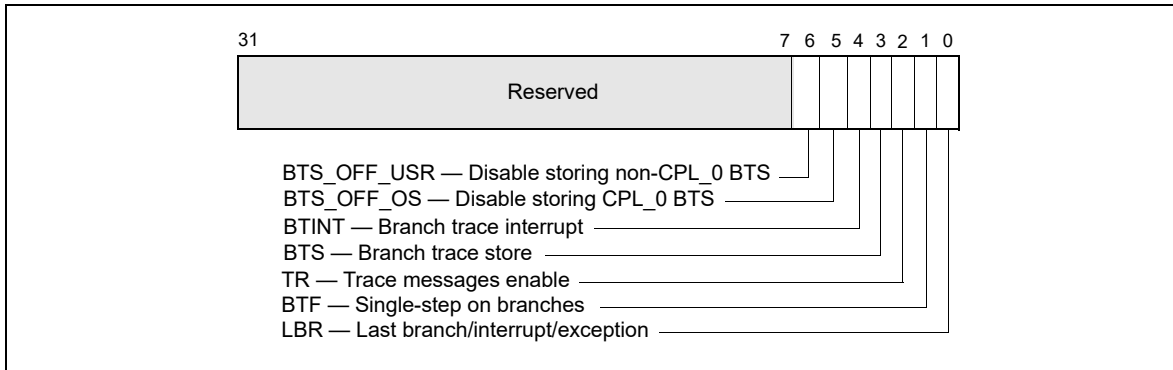 31 7 6 5 4 3 2 1 0
Reserved
BTS_OFF_USR — Disable storing non-CPL_0 BTS
BTS_OFF_OS — Disable storing CPL_0 BTS
BTINT — Branch trace interrupt
BTS — Branch trace store
TR — Trace messages enable
BTF — Single-step on branches
LBR — Last branch/interrupt/exception